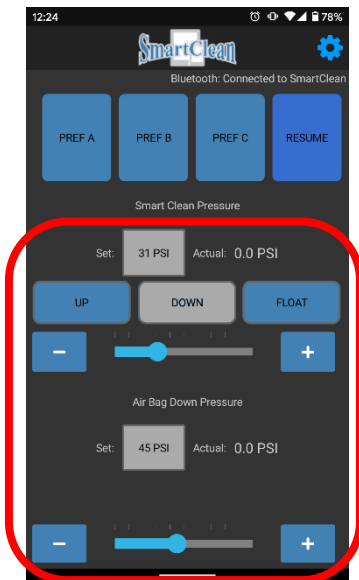 12:24 78%
SmartClean
Bluetooth: Connected to SmartClean
PREF A PREF B PREF C RESUME
Smart Clean Pressure
Set: 31 PSI Actual: 0.0 PSI
UP DOWN FLOAT
− +
Air Bag Down Pressure
Set: 45 PSI Actual: 0.0 PSI
− +